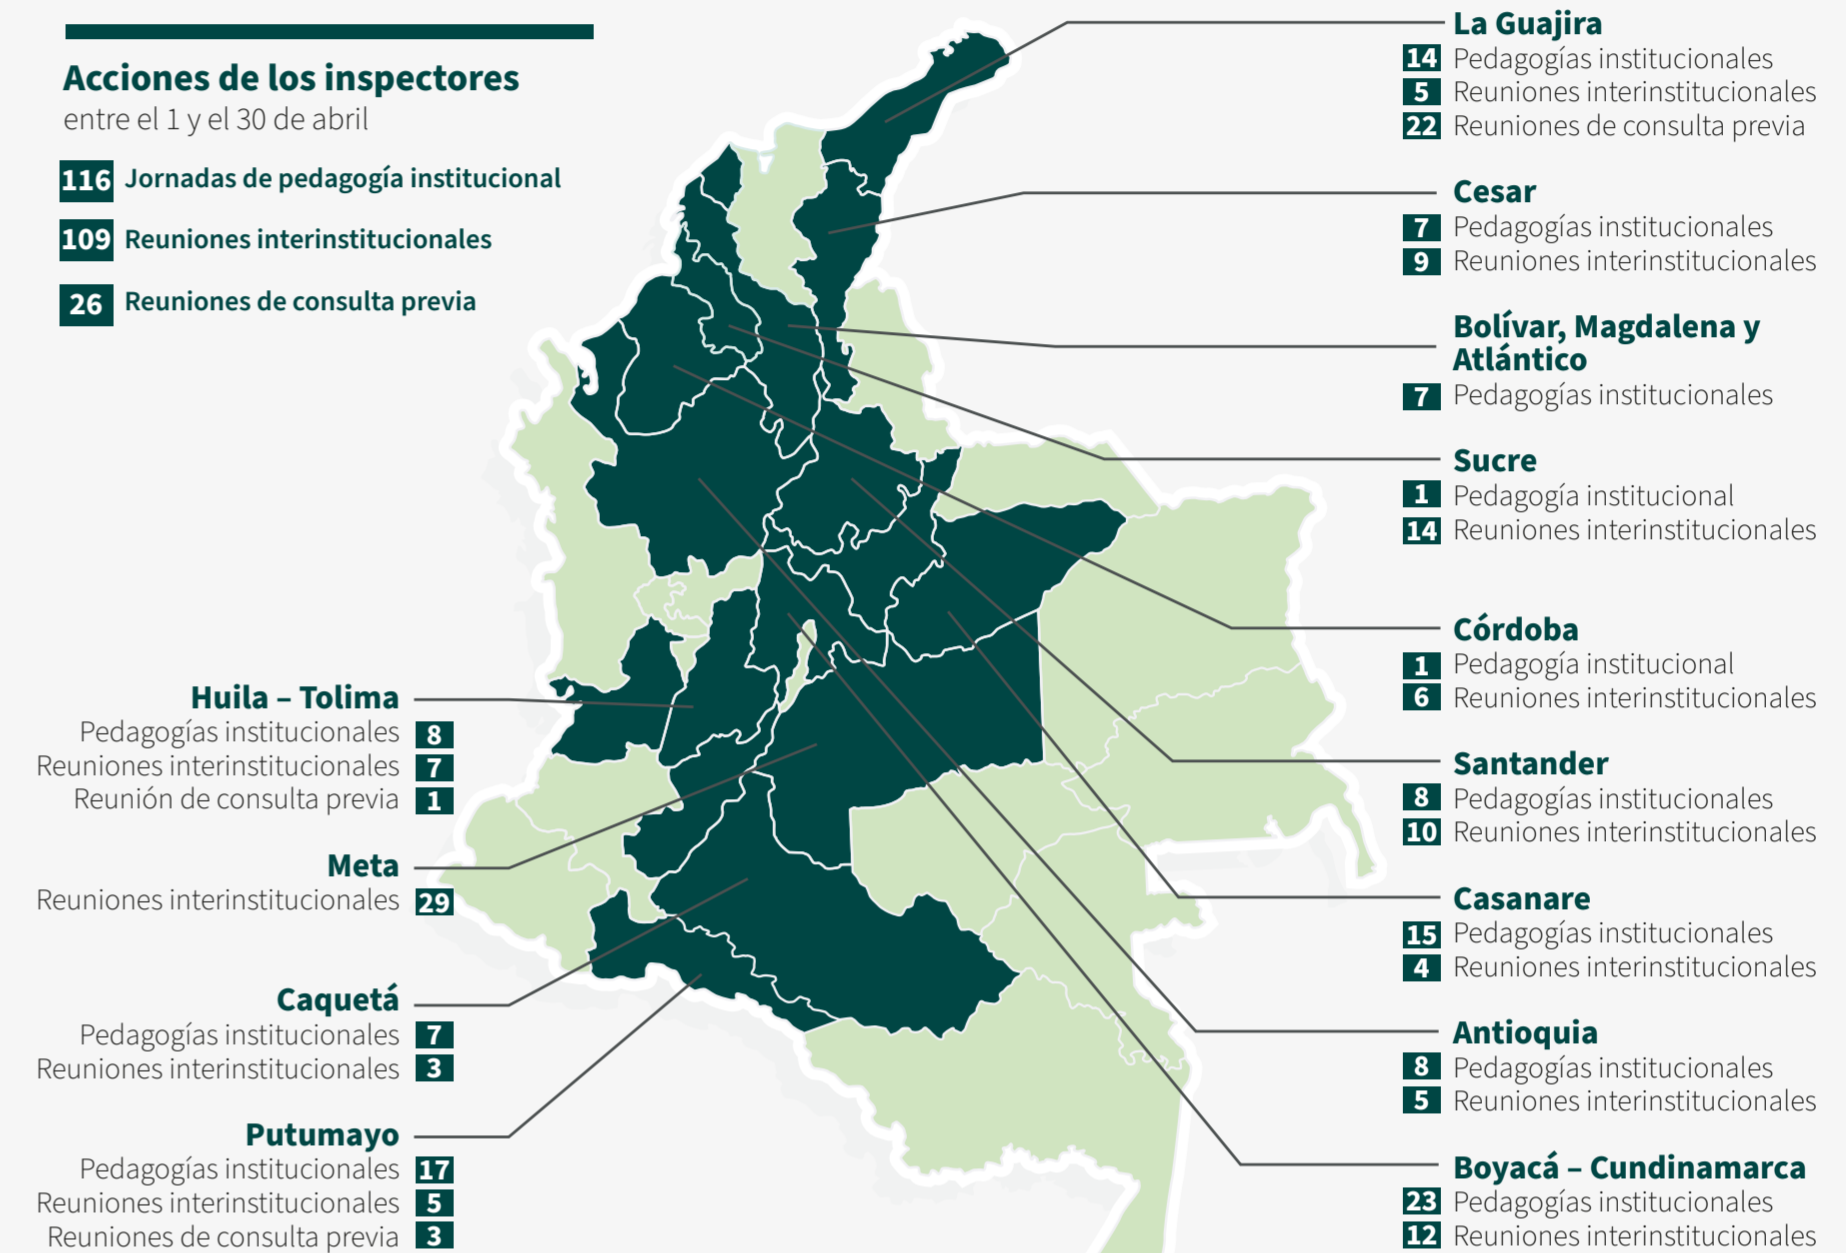 Acciones de los inspectores
entre el 1 y el 30 de abril
116 Jornadas de pedagogía institucional
109 Reuniones interinstitucionales
26 Reuniones de consulta previa
Huila – Tolima
Pedagogías institucionales 8
Reuniones interinstitucionales 7
Reunión de consulta previa 1
Meta
Reuniones interinstitucionales 29
Caquetá
Pedagogías institucionales 7
Reuniones interinstitucionales 3
Putumayo
Pedagogías institucionales 17
Reuniones interinstitucionales 5
Reuniones de consulta previa 3
La Guajira
14 Pedagogías institucionales
5 Reuniones interinstitucionales
22 Reuniones de consulta previa
Cesar
7 Pedagogías institucionales
9 Reuniones interinstitucionales
Bolívar, Magdalena y
Atlántico
7 Pedagogías institucionales
Sucre
1 Pedagogía institucional
14 Reuniones interinstitucionales
Córdoba
1 Pedagogía institucional
6 Reuniones interinstitucionales
Santander
8 Pedagogías institucionales
10 Reuniones interinstitucionales
Casanare
15 Pedagogías institucionales
4 Reuniones interinstitucionales
Antioquia
8 Pedagogías institucionales
5 Reuniones interinstitucionales
Boyacá – Cundinamarca
23 Pedagogías institucionales
12 Reuniones interinstitucionales